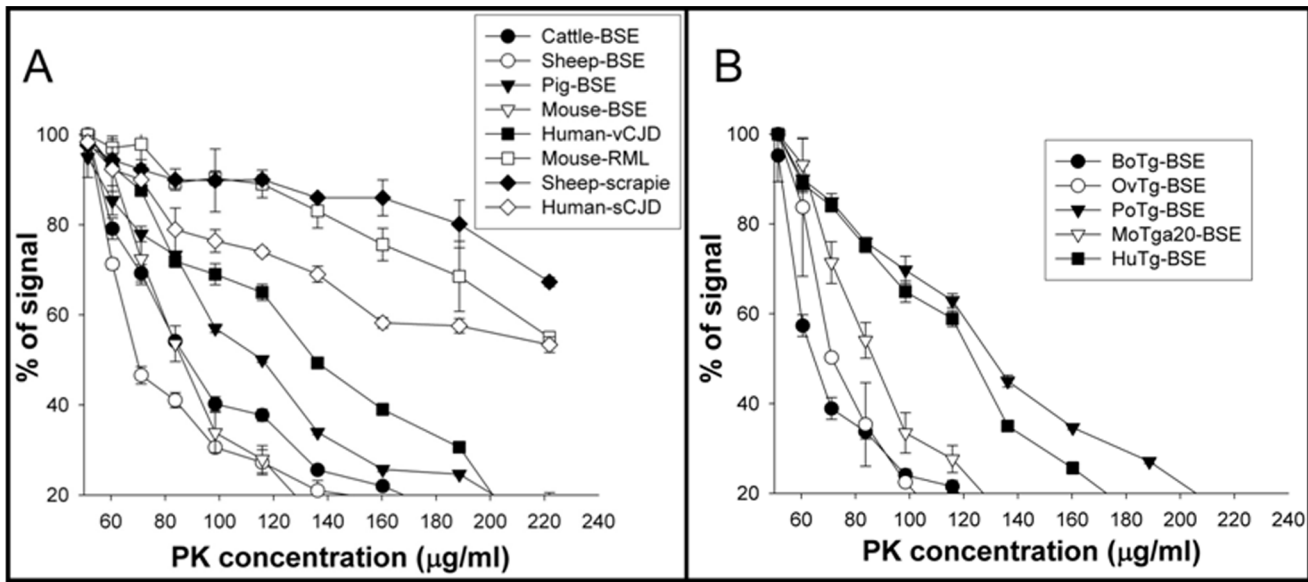 A
Cattle-BSE
Sheep-BSE
Pig-BSE
Mouse-BSE
Human-vCJD
Mouse-RML
Sheep-scrapie
Human-sCJD
% of signal
100
80
60
40
20
60 80 100 120 140 160 180 200 220 240
PK concentration (μg/ml)
B
BoTg-BSE
OvTg-BSE
PoTg-BSE
MoTga20-BSE
HuTg-BSE
% of signal
100
80
60
40
20
60 80 100 120 140 160 180 200 220 240
PK concentration (μg/ml)